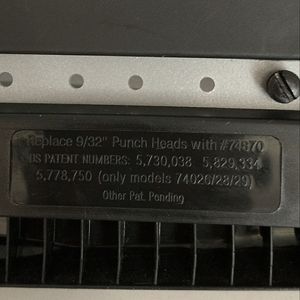 Replace 9/32" Punch Heads with #74870
US PATENT NUMBERS: 5,730,038 5,829,334
5,778,750 (only models 74026/28/29)
Other Pat. Pending